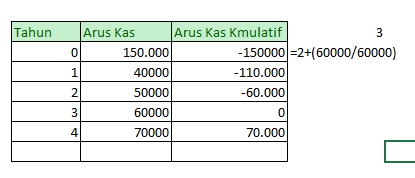 Tahun Arus Kas Arus Kas Kmulatif 3
0 150.000 -150000 =2+(60000/60000)
1 40000 -110.000
2 50000 -60.000
3 60000 0
4 70000 70.000